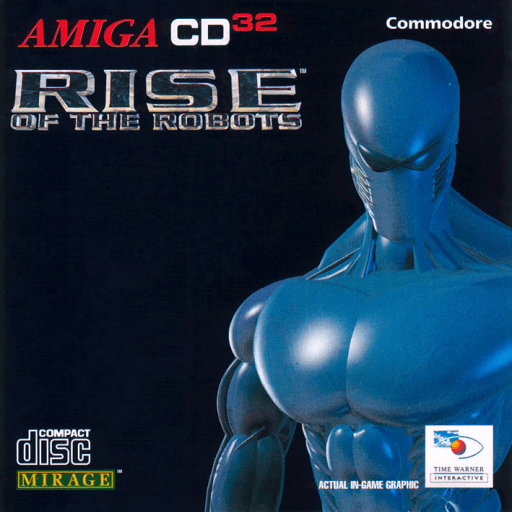 AMIGA CD32
Commodore
RISE™
OF THE ROBOTS
COMPACT
disc
MIRAGE™
ACTUAL IN-GAME GRAPHIC
TIME WARNER
INTERACTIVE